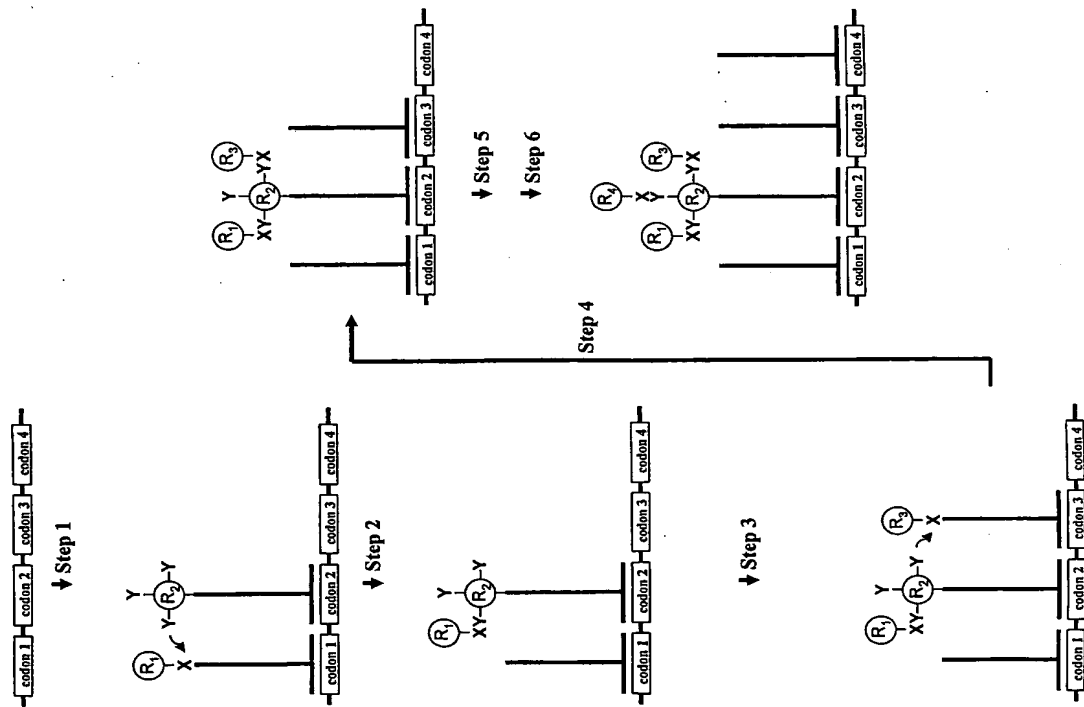 codon 1 codon 2 codon 3 codon 4
Step 1
R1 Y
X Y R2 Y
codon 1 codon 2 codon 3 codon 4
Step 2
R1 Y
XY R2 Y
codon 1 codon 2 codon 3 codon 4
Step 3
R1 Y R3
XY R2 Y X
codon 1 codon 2 codon 3 codon 4
Step 4
R1 Y R3
XY R2 YX
codon 1 codon 2 codon 3 codon 4
Step 5
Step 6
R4
X
R1 Y R3
XY R2 YX
codon 1 codon 2 codon 3 codon 4